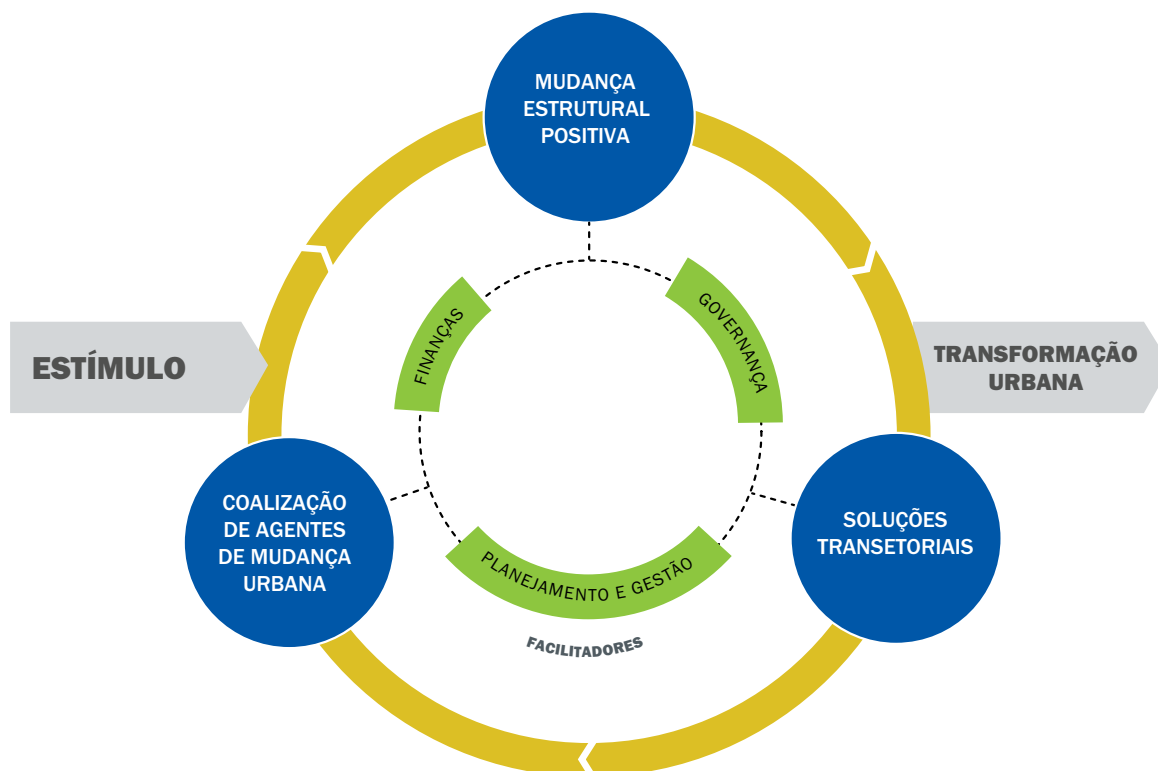 MUDANÇA
ESTRUTURAL
POSITIVA
FINANÇAS
GOVERNANÇA
ESTÍMULO
TRANSFORMAÇÃO
URBANA
COALIZAÇÃO
DE AGENTES
DE MUDANÇA
URBANA
SOLUÇÕES
TRANSETORIAIS
PLANEJAMENTO E GESTÃO
FACILITADORES